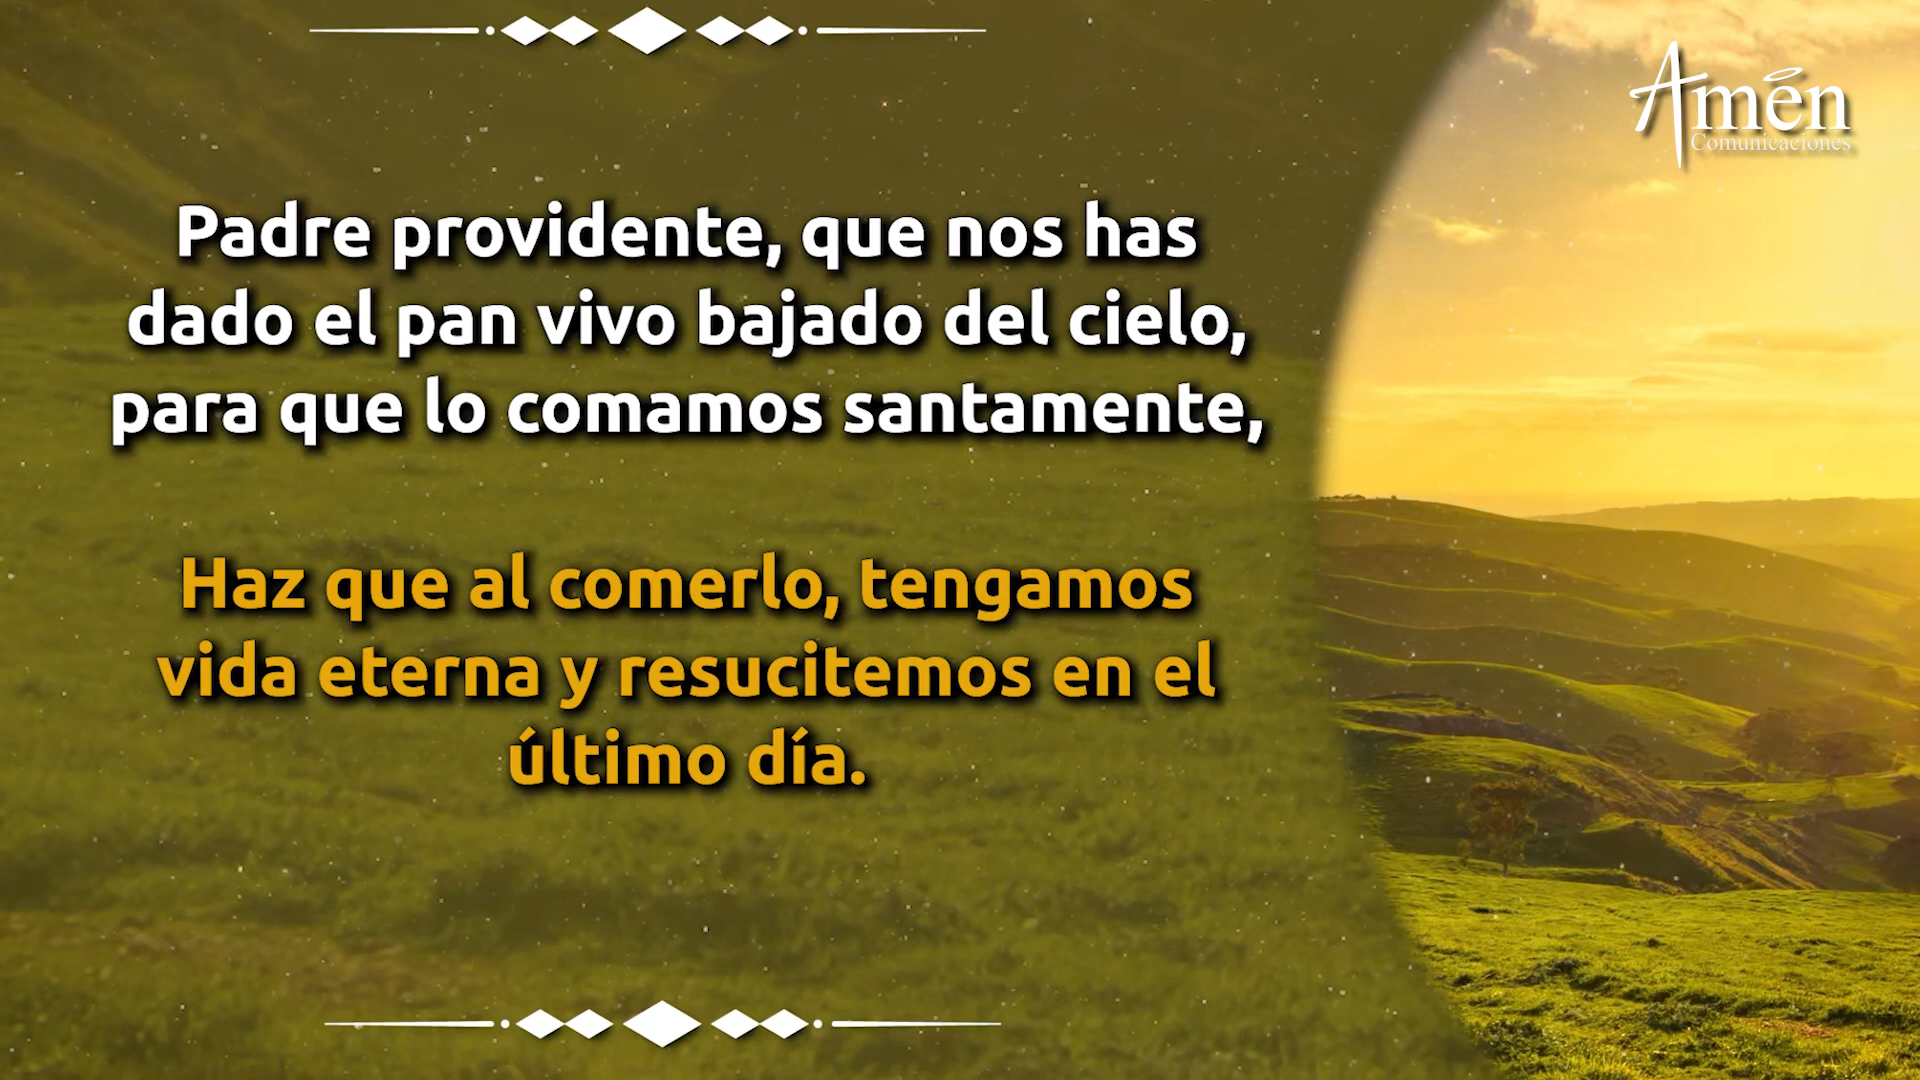 Amén
Comunicaciones
Padre providente, que nos has
dado el pan vivo bajado del cielo,
para que lo comamos santamente,
Haz que al comerlo, tengamos
vida eterna y resucitemos en el
último día.